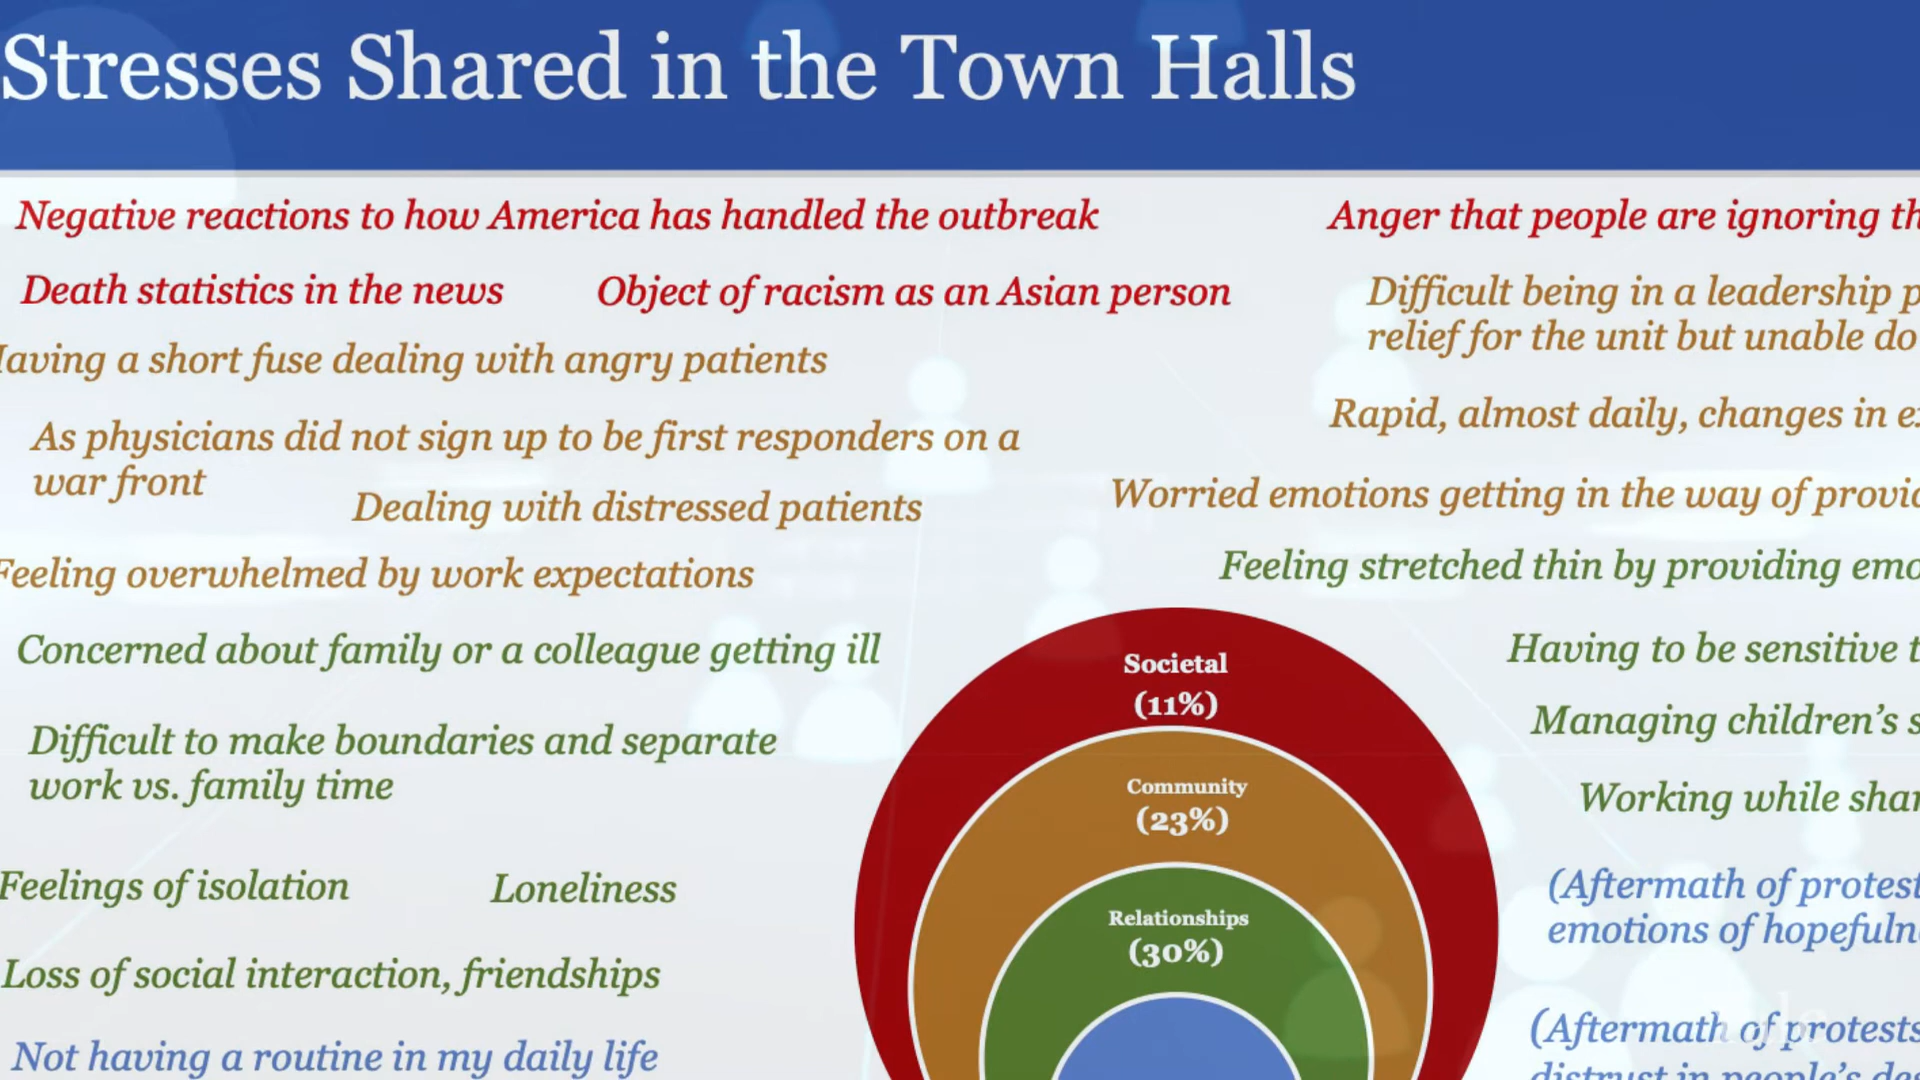 Stresses Shared in the Town Halls
Negative reactions to how America has handled the outbreak
Anger that people are ignoring
Death statistics in the news
Object of racism as an Asian person
Difficult being in a leadership
relief for the unit but unable do
a short fuse dealing with angry patients
Rapid, almost daily, changes in
As physicians did not sign up to be first responders on a
war front
Dealing with distressed patients
Worried emotions getting in the way of
Feeling overwhelmed by work expectations
Feeling stretched thin by providing
Concerned about family or a colleague getting ill
Having to be sensitive
Difficult to make boundaries and separate
work vs. family time
Managing children's
Working while
Feelings of isolation
Loneliness
(Aftermath of
emotions of
Loss of social interaction, friendships
Not having a routine in my daily life
(Aftermath of protests
distrust in people's
Societal
(11%)
Community
(23%)
Relationships
(30%)